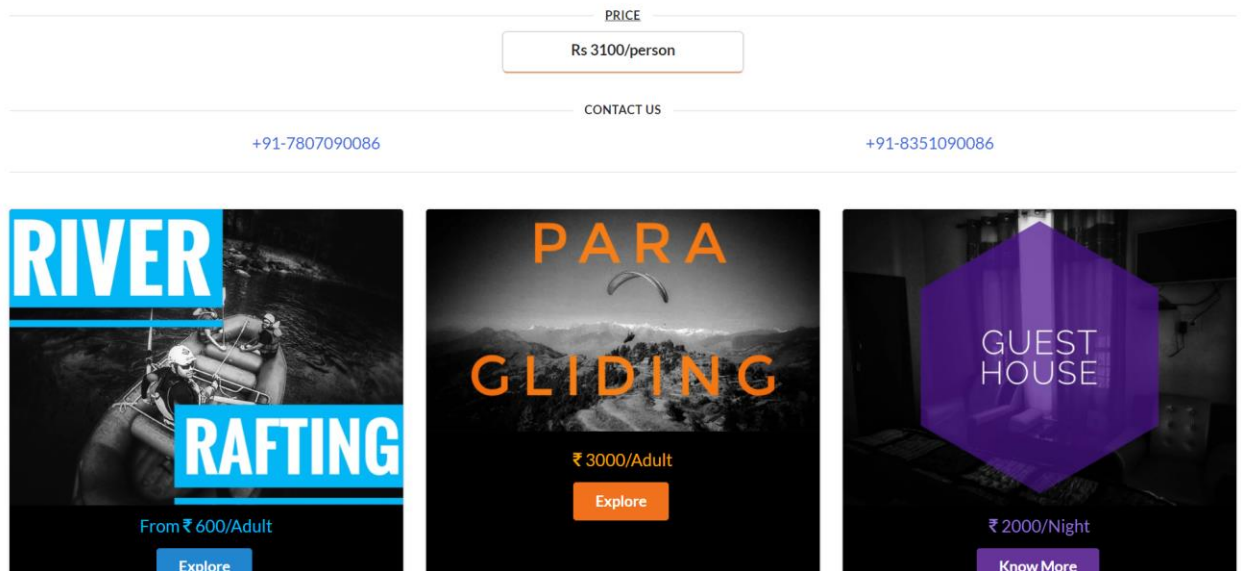 PRICE
Rs 3100/person
CONTACT US
+91-7807090086
+91-8351090086
RIVER
RAFTING
From ₹ 600/Adult
Explore
PARA
GLIDING
₹ 3000/Adult
Explore
GUEST
HOUSE
₹ 2000/Night
Know More